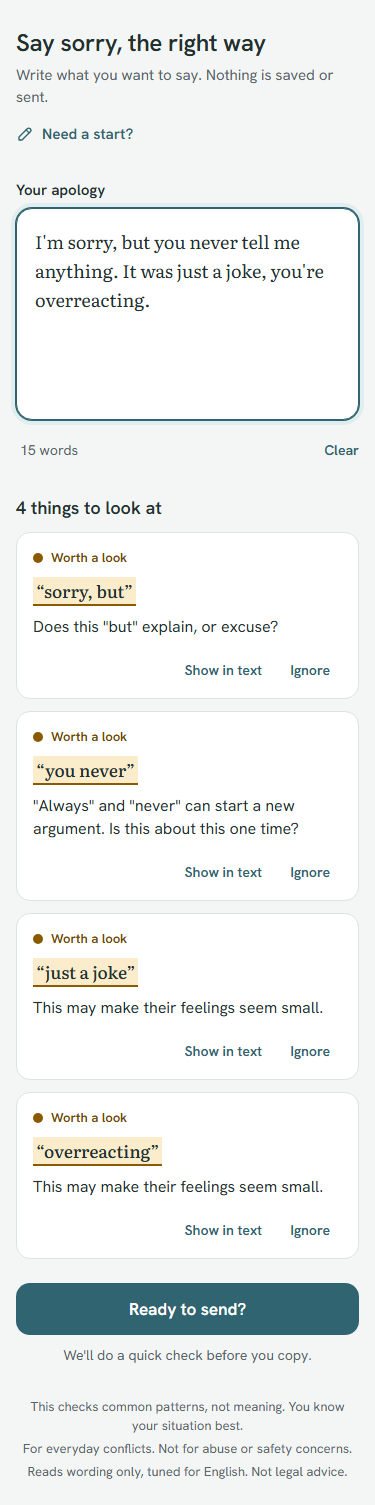 Say sorry, the right way
Write what you want to say. Nothing is saved or
sent.
Need a start?
Your apology
I'm sorry, but you never tell me
anything. It was just a joke, you're
overreacting.
15 words
Clear
4 things to look at
Worth a look
“sorry, but”
Does this "but" explain, or excuse?
Show in text
Ignore
Worth a look
“you never”
"Always" and "never" can start a new
argument. Is this about this one time?
Show in text
Ignore
Worth a look
“just a joke”
This may make their feelings seem small.
Show in text
Ignore
Worth a look
“overreacting”
This may make their feelings seem small.
Show in text
Ignore
Ready to send?
We'll do a quick check before you copy.
This checks common patterns, not meaning. You know
your situation best.
For everyday conflicts. Not for abuse or safety concerns.
Reads wording only, tuned for English. Not legal advice.